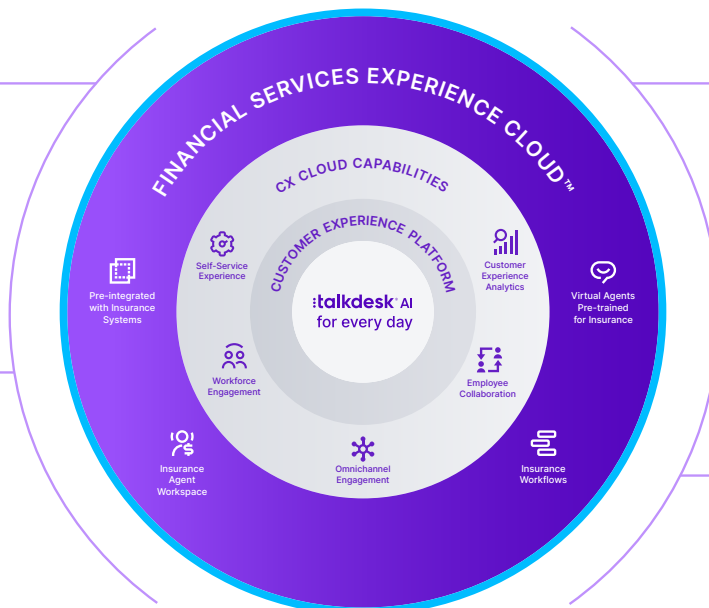 FINANCIAL SERVICES EXPERIENCE CLOUD™
CX CLOUD CAPABILITIES
CUSTOMER EXPERIENCE PLATFORM
Self-Service
Experience
Customer
Experience
Analytics
Pre-integrated
with Insurance
Systems
Virtual Agents
Pre-trained
for Insurance
:talkdesk® AI
for every day
Workforce
Engagement
Employee
Collaboration
Insurance
Agent
Workspace
Omnichannel
Engagement
Insurance
Workflows